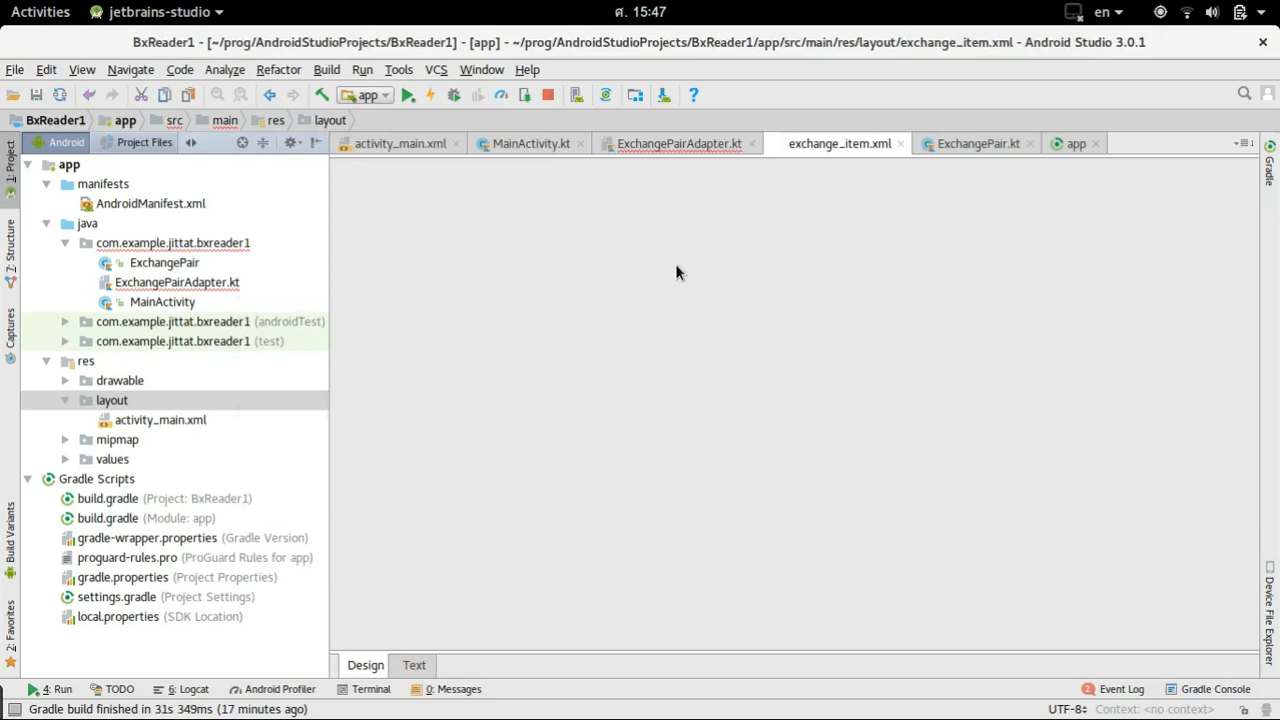 Activities jetbrains-studio ศ. 15:47 en
BxReader1 - [~/prog/AndroidStudioProjects/BxReader1] - [app] - ~/prog/AndroidStudioProjects/BxReader1/app/src/main/res/layout/exchange_item.xml - Android Studio 3.0.1
File Edit View Navigate Code Analyze Refactor Build Run Tools VCS Window Help
app
BxReader1 app src main res layout
Android Project Files activity_main.xml MainActivity.kt ExchangePairAdapter.kt exchange_item.xml ExchangePair.kt app
app
manifests
AndroidManifest.xml
java
com.example.jittat.bxreader1
ExchangePair
ExchangePairAdapter.kt
MainActivity
com.example.jittat.bxreader1 (androidTest)
com.example.jittat.bxreader1 (test)
res
drawable
layout
activity_main.xml
mipmap
values
Gradle Scripts
build.gradle (Project: BxReader1)
build.gradle (Module: app)
gradle-wrapper.properties (Gradle Version)
proguard-rules.pro (ProGuard Rules for app)
gradle.properties (Project Properties)
settings.gradle (Project Settings)
local.properties (SDK Location)
1: Project
7: Structure
Captures
Build Variants
2: Favorites
Gradle
Device File Explorer
Design Text
4: Run TODO 6: Logcat Android Profiler Terminal 0: Messages 2 Event Log Gradle Console
Gradle build finished in 31s 349ms (17 minutes ago) UTF-8 Context: <no context>